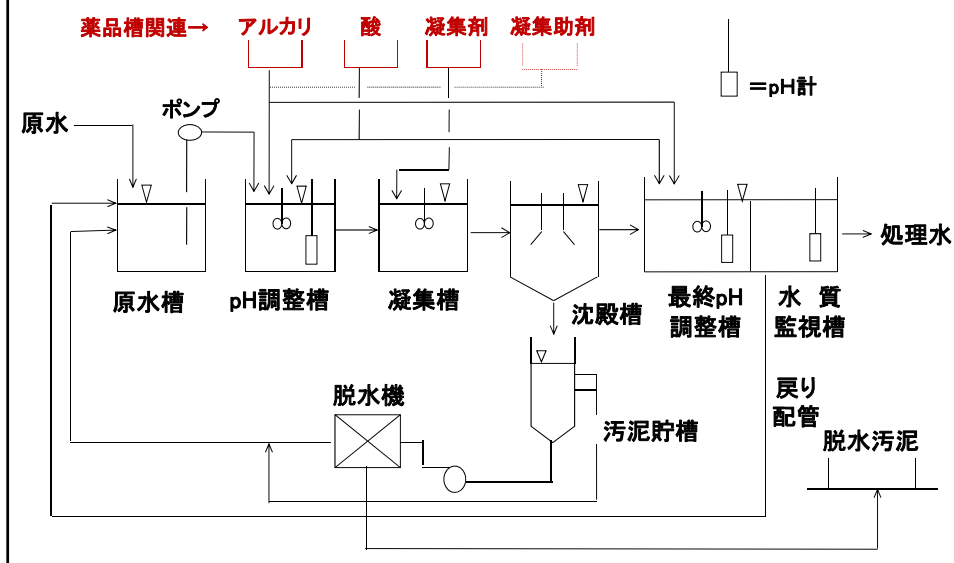 薬品槽関連→
アルカリ
酸
凝集剤
凝集助剤
=pH計
ポンプ
原水
処理水
原水槽
pH調整槽
凝集槽
沈殿槽
最終pH
調整槽
水 質
監視槽
脱水機
汚泥貯槽
戻り
配管
脱水汚泥